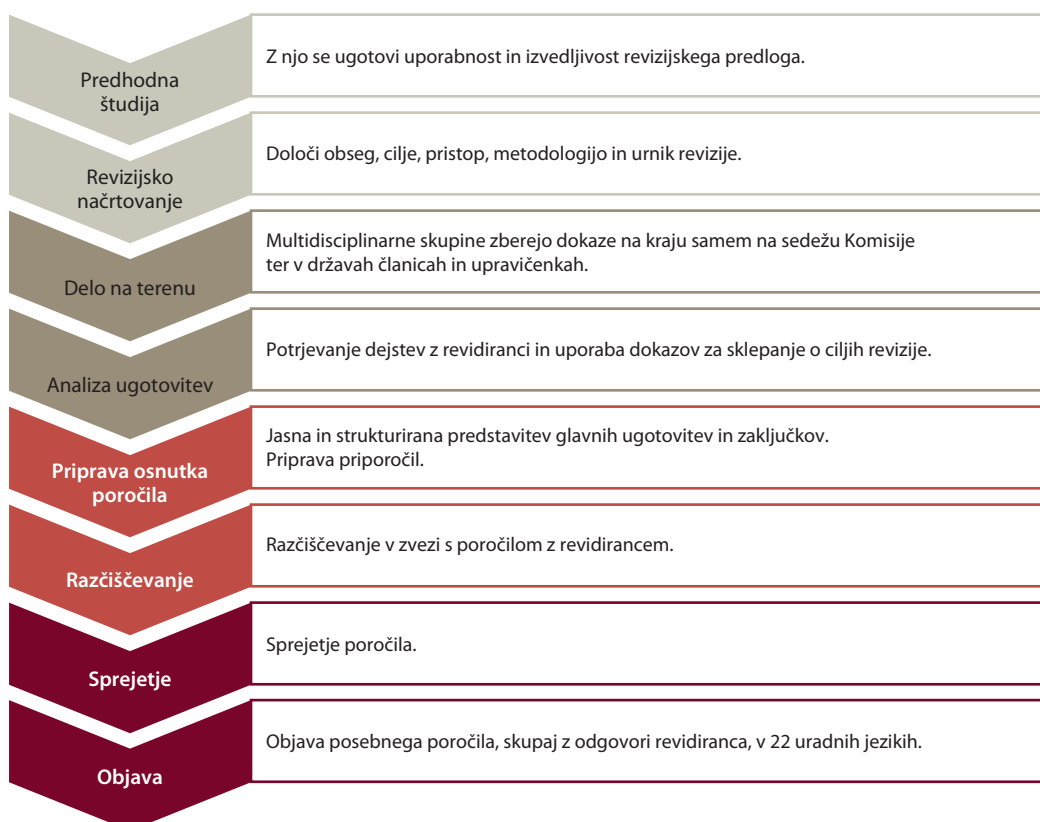 Predhodna
študija
Z njo se ugotovi uporabnost in izvedljivost revizijskega predloga.
Revizijsko
načrtovanje
Določi obseg, cilje, pristop, metodologijo in urnik revizije.
Delo na terenu
Multidisciplinarne skupine zberejo dokaze na kraju samem na sedežu Komisije
ter v državah članicah in upravičenkah.
Analiza ugotovitev
Potrjevanje dejstev z revidiranci in uporaba dokazov za sklepanje o ciljih revizije.
Priprava osnutka
poročila
Jasna in strukturirana predstavitev glavnih ugotovitev in zaključkov.
Priprava priporočil.
Razčiščevanje
Razčiščevanje v zvezi s poročilom z revidirancem.
Sprejetje
Sprejetje poročila.
Objava
Objava posebnega poročila, skupaj z odgovori revidiranca, v 22 uradnih jezikih.